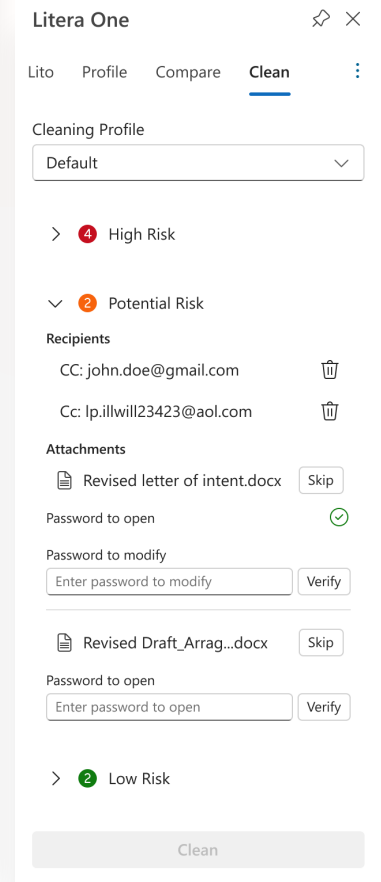 Litera One
Lito Profile Compare Clean
Cleaning Profile
Default
4 High Risk
2 Potential Risk
Recipients
CC: john.doe@gmail.com
Cc: lp.illwill23423@aol.com
Attachments
Revised letter of intent.docx Skip
Password to open
Password to modify
Enter password to modify Verify
Revised Draft_Arrag...docx Skip
Password to open
Enter password to open Verify
2 Low Risk
Clean